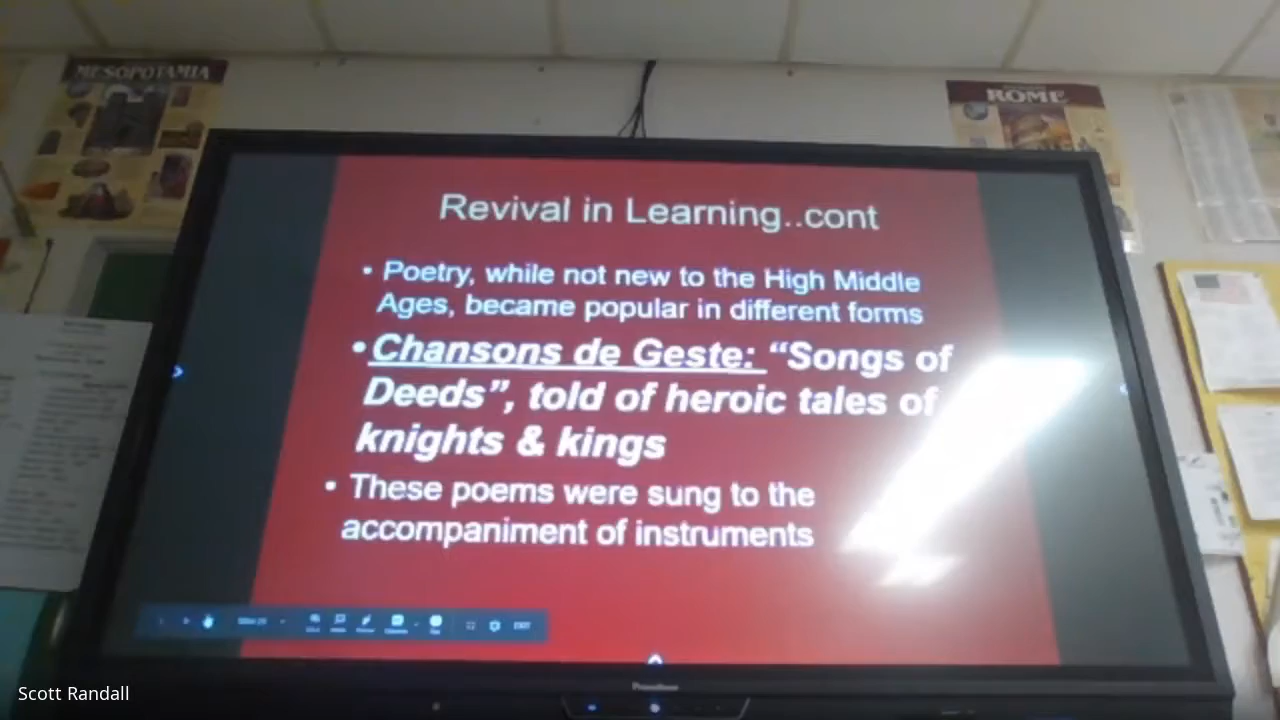 MESOPOTAMIA
ROME
Revival in Learning..cont
• Poetry, while not new to the High Middle
Ages, became popular in different forms
• Chansons de Geste: “Songs of
Deeds”, told of heroic tales of
knights & kings
• These poems were sung to the
accompaniment of instruments
EXIT
Promethean
Scott Randall